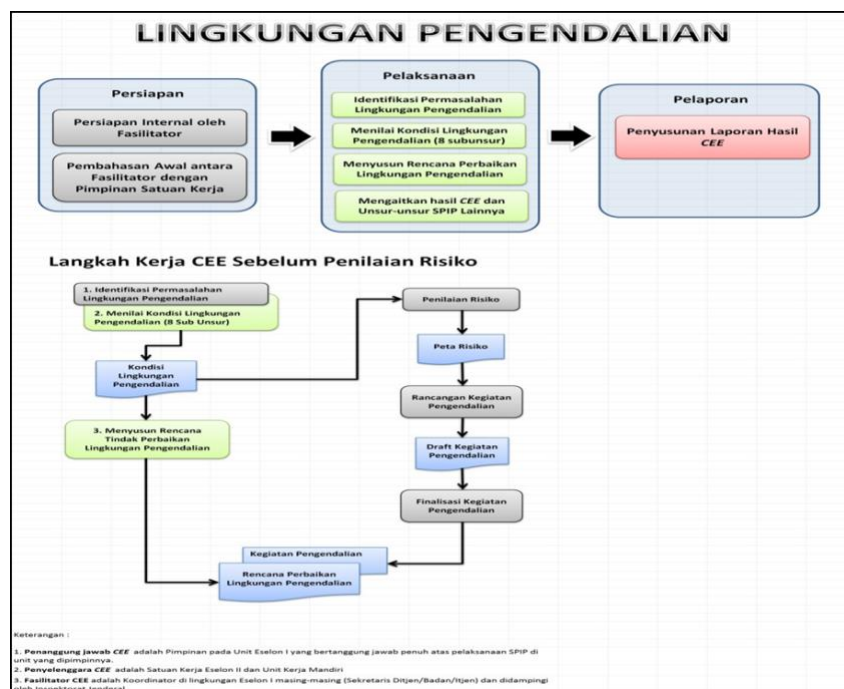 LINGKUNGAN PENGENDALIAN
Persiapan
Persiapan Internal oleh
Fasilitator
Pembahasan Awal antara
Fasilitator dengan
Pimpinan Satuan Kerja
Pelaksanaan
Identifikasi Permasalahan
Lingkungan Pengendalian
Menilai Kondisi Lingkungan
Pengendalian (8 subunsur)
Menyusun Rencana Perbaikan
Lingkungan Pengendalian
Mengaitkan hasil CEE dan
Unsur-unsur SPIP Lainnya
Pelaporan
Penyusunan Laporan Hasil
CEE
Langkah Kerja CEE Sebelum Penilaian Risiko
1. Identifikasi Permasalahan
Lingkungan Pengendalian
2. Menilai Kondisi Lingkungan
Pengendalian (8 Sub Unsur)
Kondisi
Lingkungan
Pengendalian
3. Menyusun Rencana
Tindak Perbaikan
Lingkungan Pengendalian
Penilaian Risiko
Peta Risiko
Rancangan Kegiatan
Pengendalian
Draft Kegiatan
Pengendalian
Finalisasi Kegiatan
Pengendalian
Kegiatan Pengendalian
Rencana Perbaikan
Lingkungan Pengendalian
Keterangan :
1. Penanggung jawab CEE adalah Pimpinan pada Unit Eselon I yang bertanggung jawab penuh atas pelaksanaan SPIP di
unit yang dipimpinnya.
2. Penyelenggara CEE adalah Satuan Kerja Eselon II dan Unit Kerja Mandiri
3. Fasilitator CEE adalah Koordinator di lingkungan Eselon I masing-masing (Sekretaris Ditjen/Badan/Itjen) dan didampingi
oleh Inspektorat Jenderal